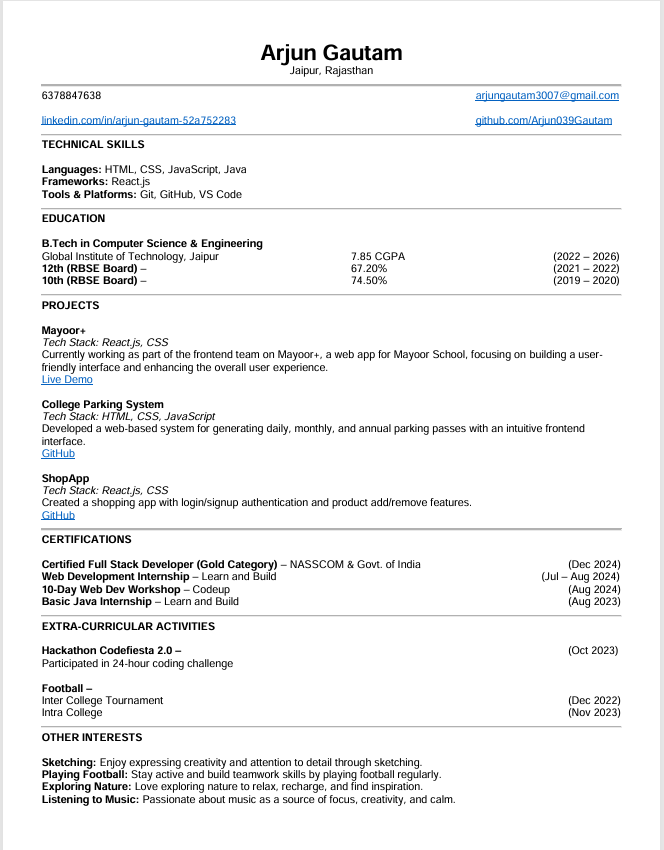 Arjun Gautam
Jaipur, Rajasthan
6378847638 arjungautam3007@gmail.com
linkedin.com/in/arjun-gautam-52a752283 github.com/Arjun039Gautam
TECHNICAL SKILLS
Languages: HTML, CSS, JavaScript, Java
Frameworks: React.js
Tools & Platforms: Git, GitHub, VS Code
EDUCATION
B.Tech in Computer Science & Engineering
Global Institute of Technology, Jaipur 7.85 CGPA (2022 – 2026)
12th (RBSE Board) – 67.20% (2021 – 2022)
10th (RBSE Board) – 74.50% (2019 – 2020)
PROJECTS
Mayoor+
Tech Stack: React.js, CSS
Currently working as part of the frontend team on Mayoor+, a web app for Mayoor School, focusing on building a user-
friendly interface and enhancing the overall user experience.
Live Demo
College Parking System
Tech Stack: HTML, CSS, JavaScript
Developed a web-based system for generating daily, monthly, and annual parking passes with an intuitive frontend
interface.
GitHub
ShopApp
Tech Stack: React.js, CSS
Created a shopping app with login/signup authentication and product add/remove features.
GitHub
CERTIFICATIONS
Certified Full Stack Developer (Gold Category) – NASSCOM & Govt. of India (Dec 2024)
Web Development Internship – Learn and Build (Jul – Aug 2024)
10-Day Web Dev Workshop – Codeup (Aug 2024)
Basic Java Internship – Learn and Build (Aug 2023)
EXTRA-CURRICULAR ACTIVITIES
Hackathon Codefiesta 2.0 – (Oct 2023)
Participated in 24-hour coding challenge
Football –
Inter College Tournament (Dec 2022)
Intra College (Nov 2023)
OTHER INTERESTS
Sketching: Enjoy expressing creativity and attention to detail through sketching.
Playing Football: Stay active and build teamwork skills by playing football regularly.
Exploring Nature: Love exploring nature to relax, recharge, and find inspiration.
Listening to Music: Passionate about music as a source of focus, creativity, and calm.